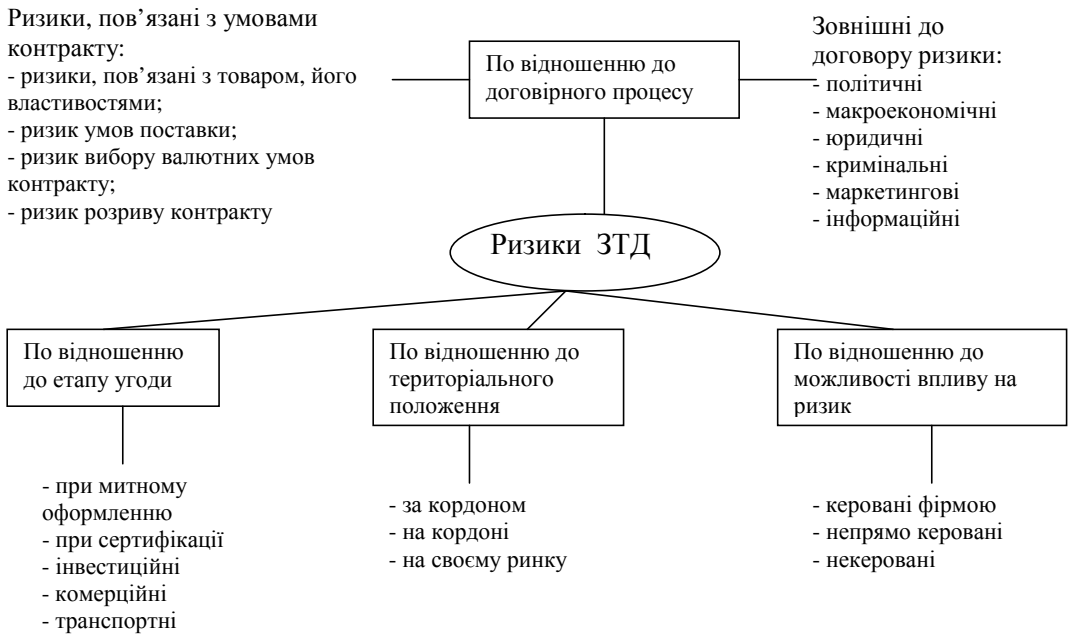 Ризики, пов’язані з умовами
контракту:
- ризики, пов’язані з товаром, його
властивостями;
- ризик умов поставки;
- ризик вибору валютних умов
контракту;
- ризик розриву контракту
По відношенню до
договірного процесу
Зовнішні до
договору ризики:
- політичні
- макроекономічні
- юридичні
- кримінальні
- маркетингові
- інформаційні
Ризики ЗТД
По відношенню
до етапу угоди
По відношенню до
територіального
положення
По відношенню до
можливості впливу на
ризик
- при митному
оформленню
- при сертифікації
- інвестиційні
- комерційні
- транспортні
- за кордоном
- на кордоні
- на своєму ринку
- керовані фірмою
- непрямо керовані
- некеровані